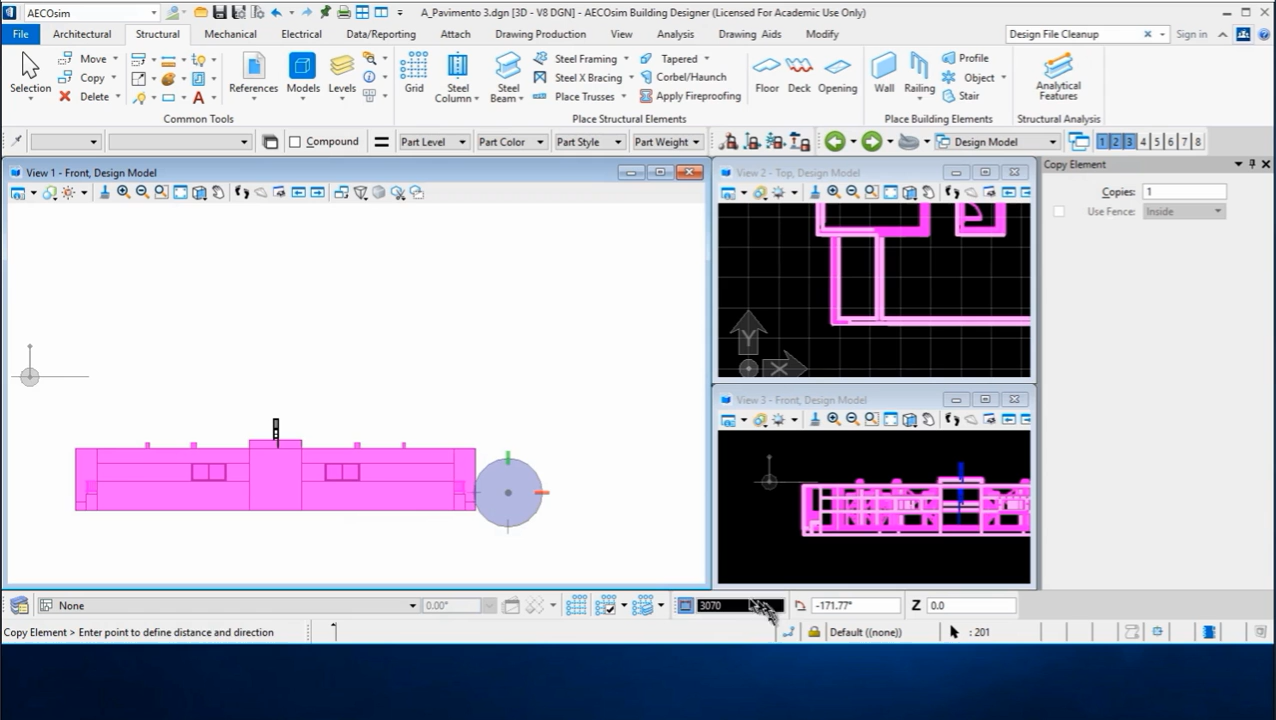 AECOsim
A_Pavimento 3.dgn [3D - V8 DGN] - AECOsim Building Designer (Licensed For Academic Use Only)
File Architectural Structural Mechanical Electrical Data/Reporting Attach Drawing Production View Analysis Drawing Aids Modify
Design File Cleanup Sign in
Move Steel Framing Tapered Profile
Copy Steel X Bracing Corbel/Haunch Object
Delete Place Trusses Apply Fireproofing Stair
Selection References Models Levels Grid Steel Column Steel Beam Floor Deck Opening Wall Railing Analytical Features
Common Tools Place Structural Elements Place Building Elements Structural Analysis
Compound Part Level Part Color Part Style Part Weight Design Model 1 2 3 4 5 6 7 8
View 1 - Front, Design Model
View 2 - Top, Design Model
Copy Element
Copies: 1
Use Fence: Inside
Y
X
View 3 - Front, Design Model
None 0.00° 3070 -171.77° Z 0.0
Copy Element > Enter point to define distance and direction
Default ((none)) : 201